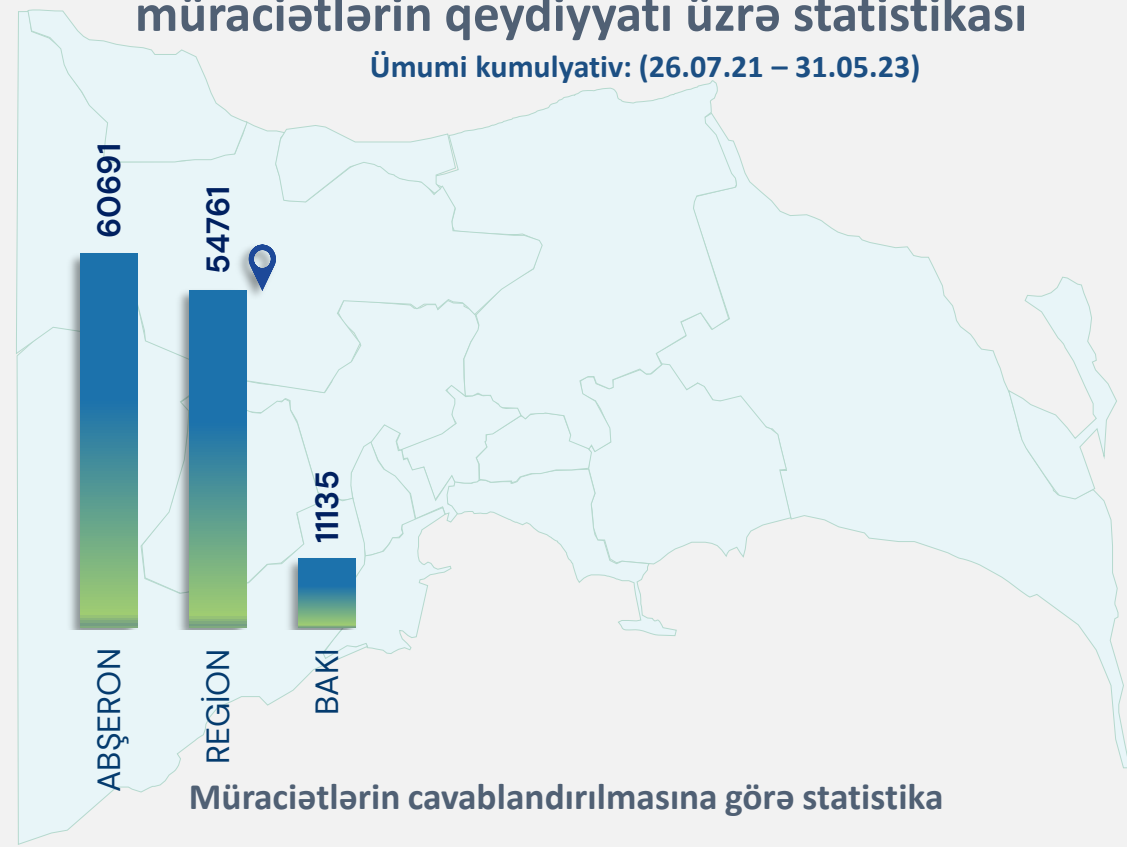 müraciətlərin qeydiyyatı üzrə statistikası
Ümumi kumulyativ: (26.07.21 – 31.05.23)
60691
54761
11135
ABŞERON
REGİON
BAKI
Müraciətlərin cavablandırılmasına görə statistika